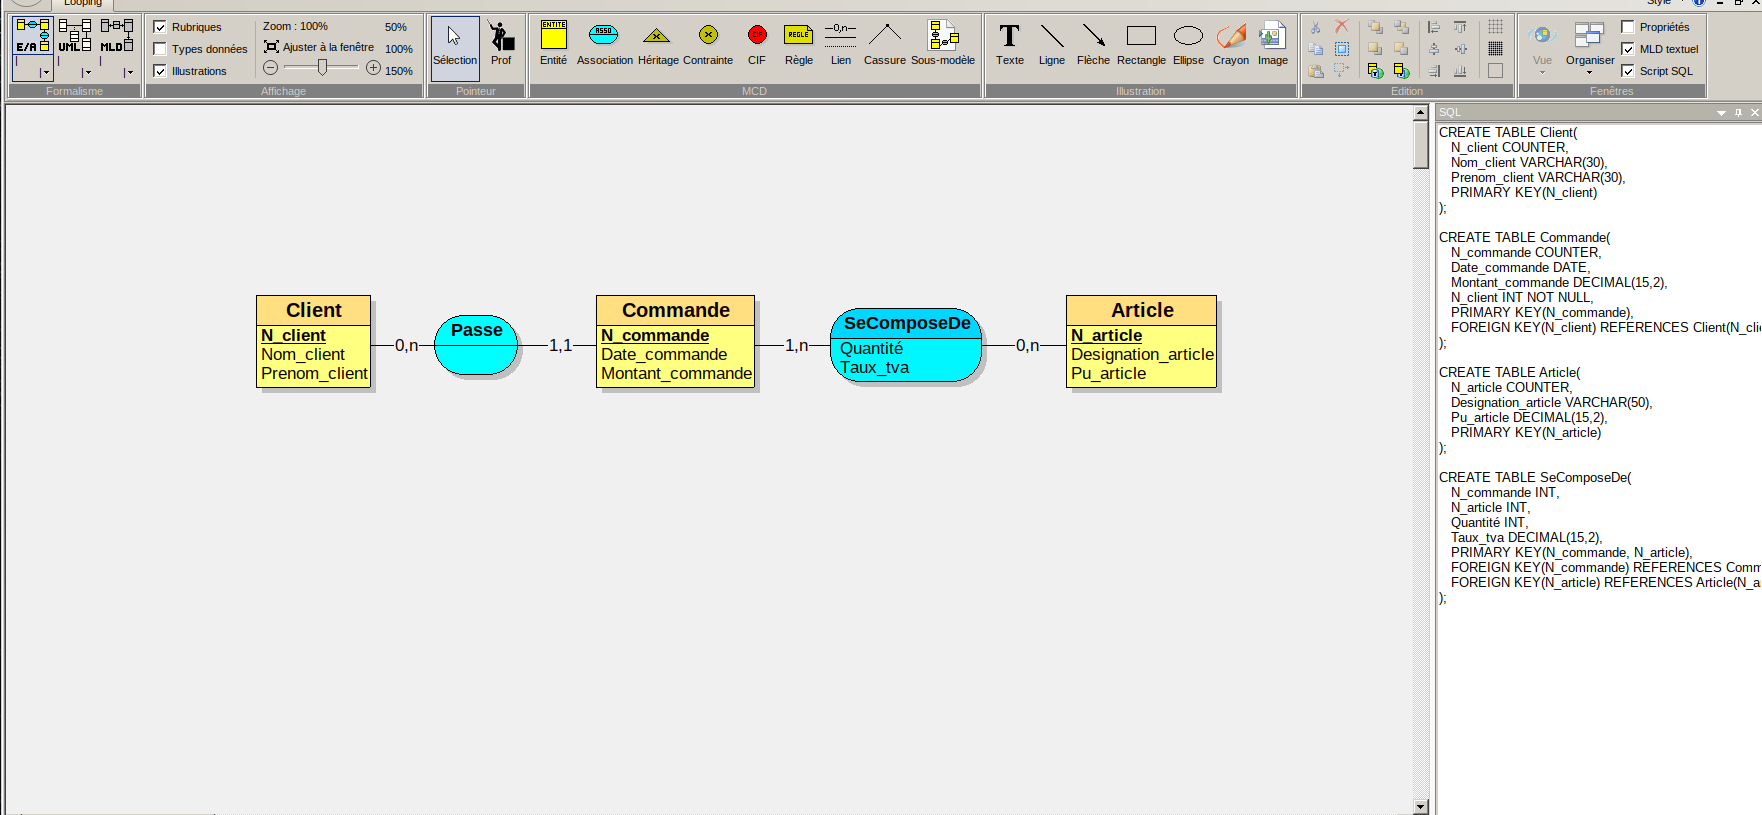 Looping
Style
E/A
UML
MLD
Formalisme
Rubriques
Types données
Illustrations
Zoom : 100%
Ajuster à la fenêtre
50%
100%
150%
Affichage
Sélection
Prof
Pointeur
ENTITE
Entité
ASSO
Association
Héritage
Contrainte
CIF
CIF
REGLE
Règle
0,n
Lien
Cassure
Sous-modèle
MCD
T
Texte
Ligne
Flèche
Rectangle
Ellipse
Crayon
Image
Illustration
Edition
Vue
Organiser
Propriétés
MLD textuel
Script SQL
Fenêtres
Client
N_client
Nom_client
Prenom_client
0,n
Passe
1,1
Commande
N_commande
Date_commande
Montant_commande
1,n
SeComposeDe
Quantité
Taux_tva
0,n
Article
N_article
Designation_article
Pu_article
SQL
CREATE TABLE Client(
N_client COUNTER,
Nom_client VARCHAR(30),
Prenom_client VARCHAR(30),
PRIMARY KEY(N_client)
);
CREATE TABLE Commande(
N_commande COUNTER,
Date_commande DATE,
Montant_commande DECIMAL(15,2),
N_client INT NOT NULL,
PRIMARY KEY(N_commande),
FOREIGN KEY(N_client) REFERENCES Client(N_cli
);
CREATE TABLE Article(
N_article COUNTER,
Designation_article VARCHAR(50),
Pu_article DECIMAL(15,2),
PRIMARY KEY(N_article)
);
CREATE TABLE SeComposeDe(
N_commande INT,
N_article INT,
Quantité INT,
Taux_tva DECIMAL(15,2),
PRIMARY KEY(N_commande, N_article),
FOREIGN KEY(N_commande) REFERENCES Comm
FOREIGN KEY(N_article) REFERENCES Article(N_a
);